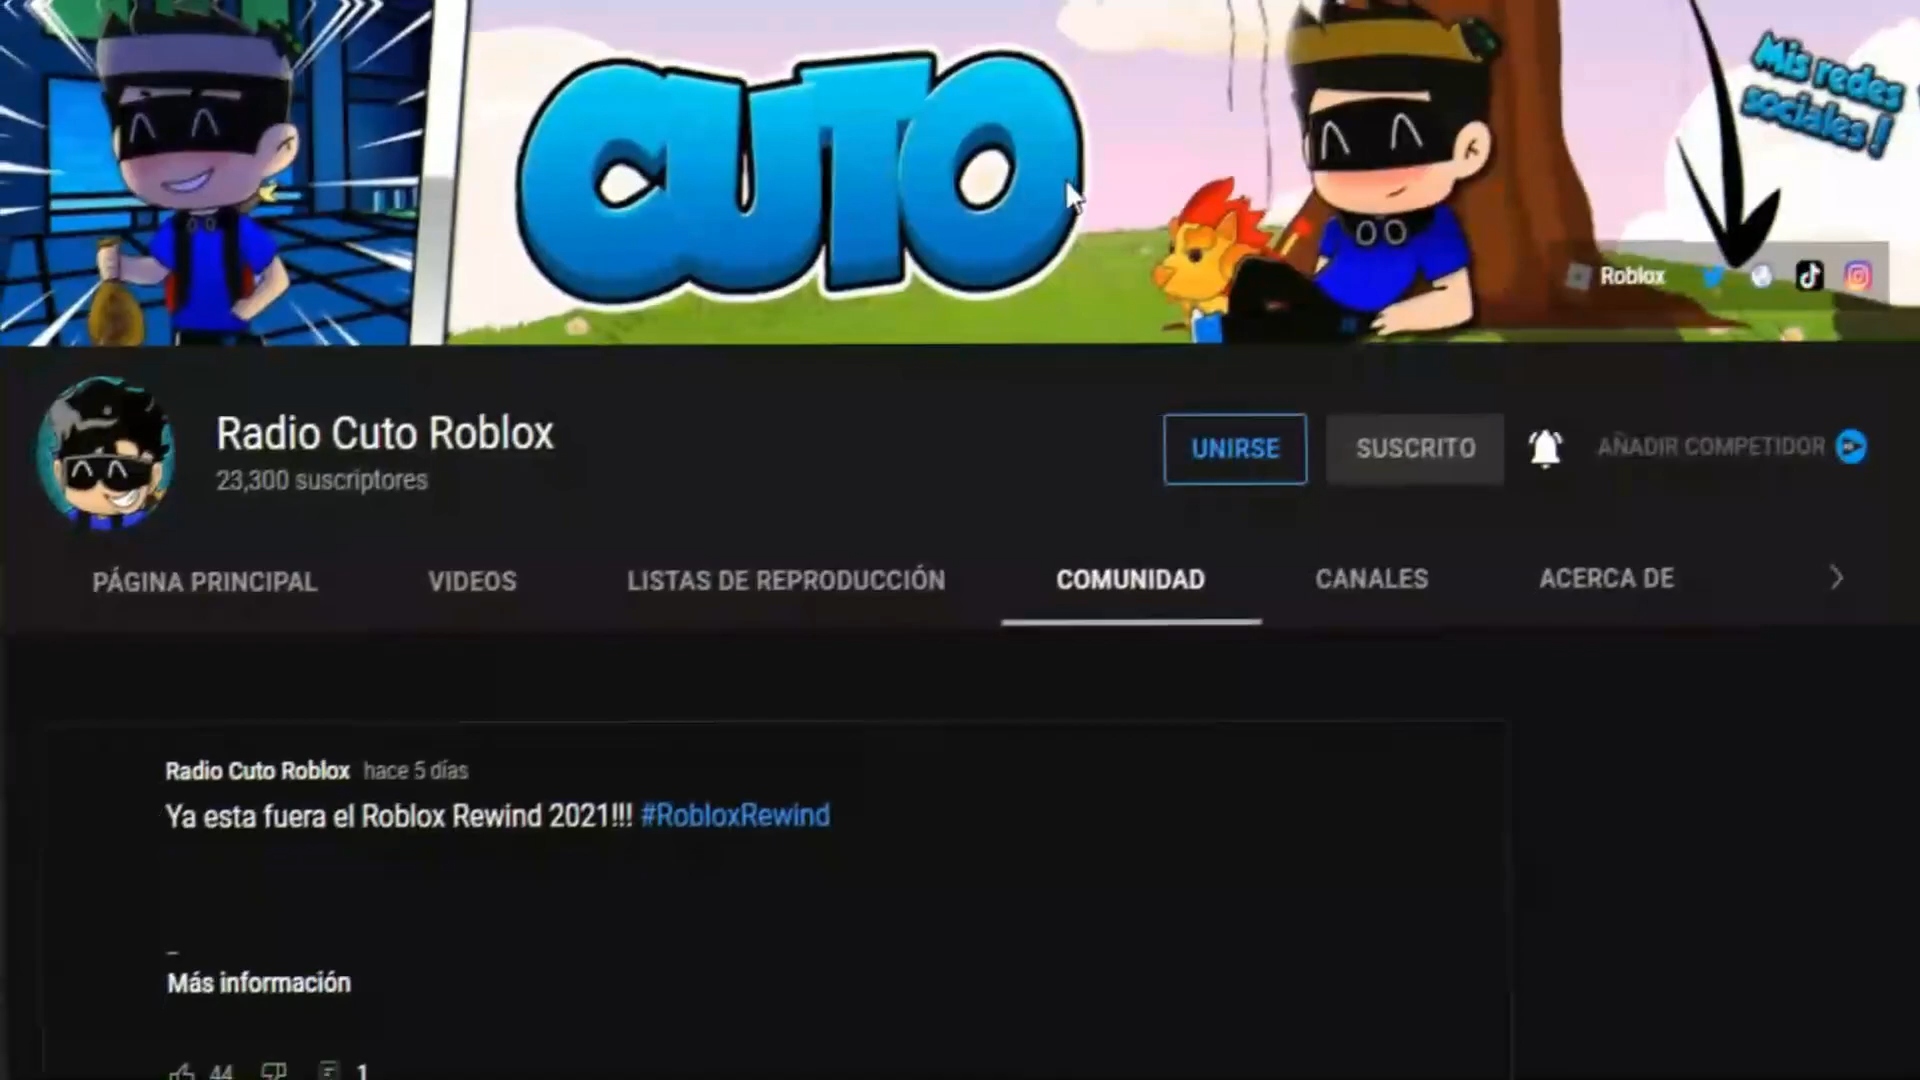 CUTO
Mis redes
sociales !
Roblox
Radio Cuto Roblox
23,300 suscriptores
UNIRSE
SUSCRITO
AÑADIR COMPETIDOR
PÁGINA PRINCIPAL
VIDEOS
LISTAS DE REPRODUCCIÓN
COMUNIDAD
CANALES
ACERCA DE
Radio Cuto Roblox hace 5 días
Ya esta fuera el Roblox Rewind 2021!!! #RobloxRewind
_
Más información
44 1